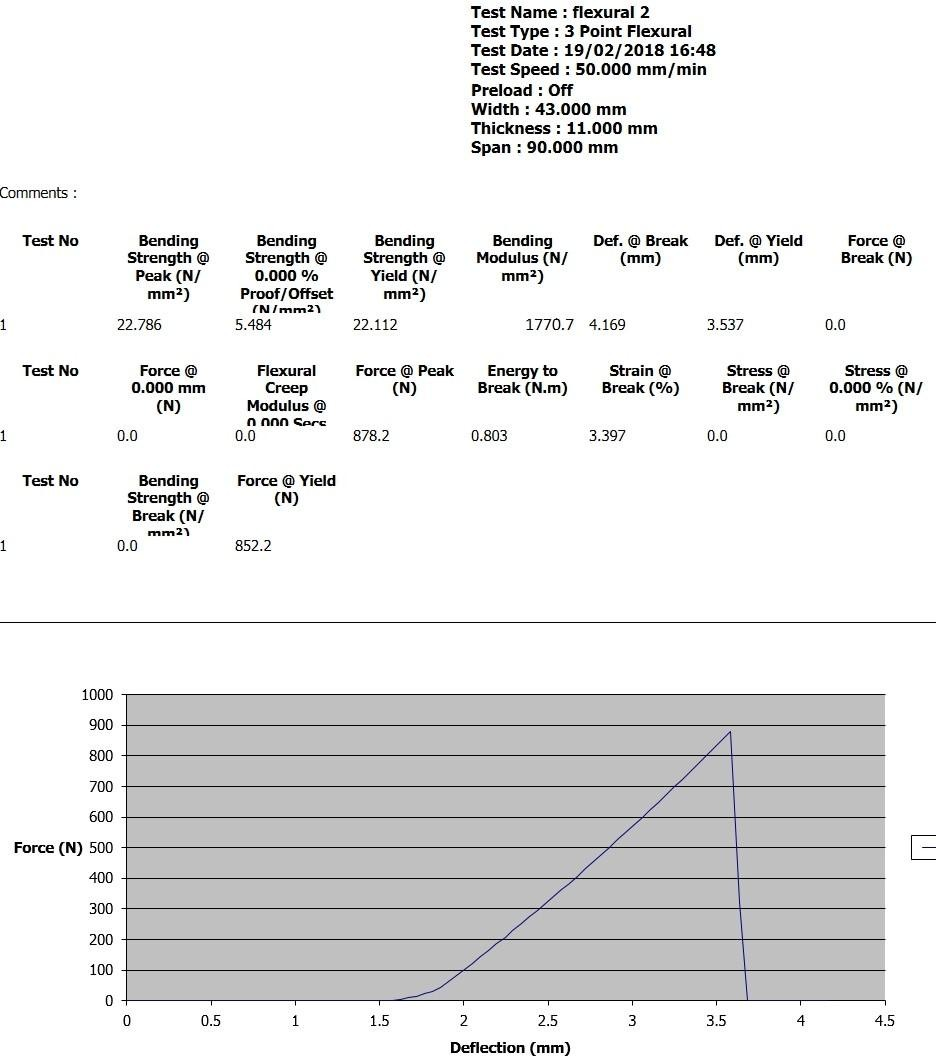 Test Name : flexural 2
Test Type : 3 Point Flexural
Test Date : 19/02/2018 16:48
Test Speed : 50.000 mm/min
Preload : Off
Width : 43.000 mm
Thickness : 11.000 mm
Span : 90.000 mm
Comments :
Test No Bending Bending Bending Bending Def. @ Break Def. @ Yield Force @
Strength @ Strength @ Strength @ Modulus (N/ (mm) (mm) Break (N)
Peak (N/ 0.000 % Yield (N/ mm²)
mm²) Proof/Offset mm²)
(N/mm²)
1 22.786 5.484 22.112 1770.7 4.169 3.537 0.0
Test No Force @ Flexural Force @ Peak Energy to Strain @ Stress @ Stress @
0.000 mm Creep (N) Break (N.m) Break (%) Break (N/ 0.000 % (N/
(N) Modulus @ mm²) mm²)
0.000 Secs
1 0.0 0.0 878.2 0.803 3.397 0.0 0.0
Test No Bending Force @ Yield
Strength @ (N)
Break (N/
mm²)
1 0.0 852.2
1000
900
800
700
600
Force (N) 500
400
300
200
100
0
0 0.5 1 1.5 2 2.5 3 3.5 4 4.5
Deflection (mm)